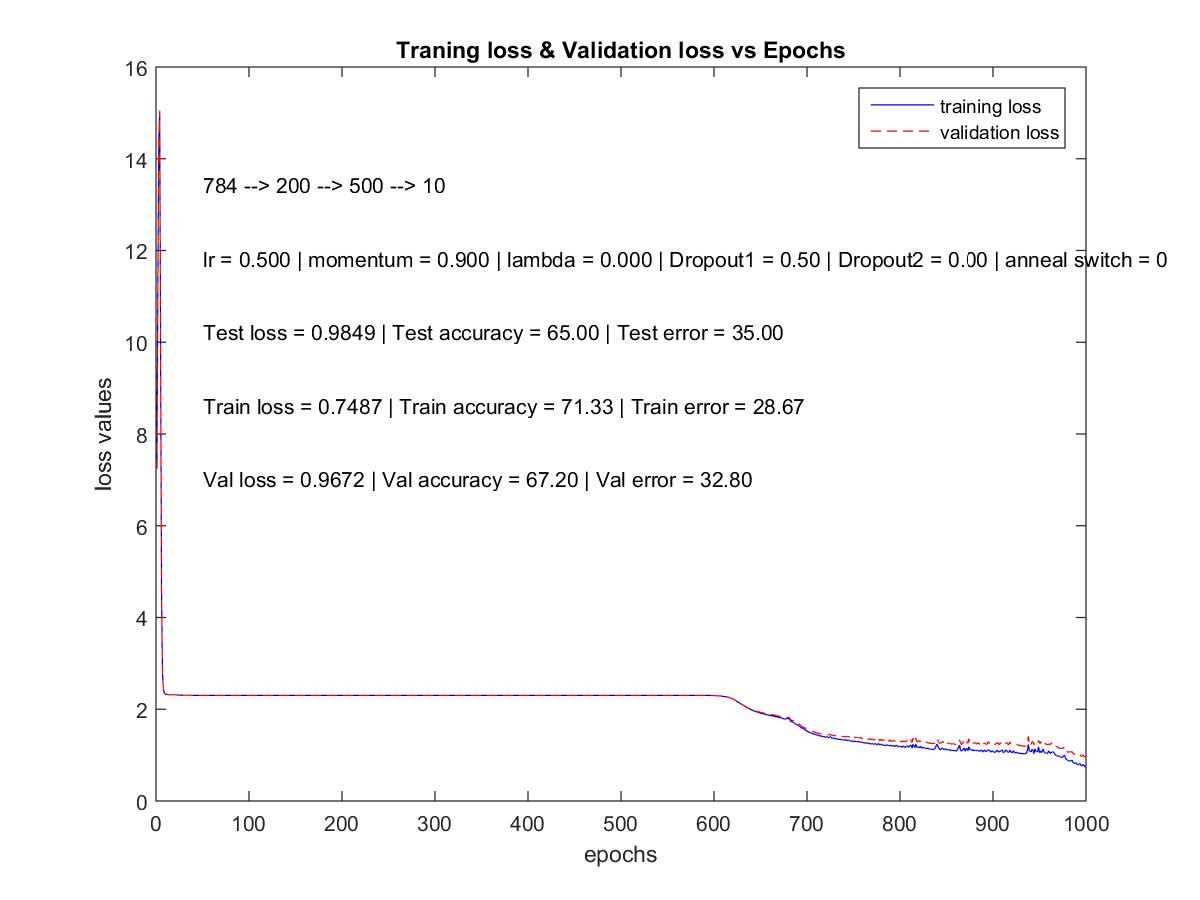 Traning loss & Validation loss vs Epochs
16
training loss
validation loss
14
784 --> 200 --> 500 --> 10
12
lr = 0.500 | momentum = 0.900 | lambda = 0.000 | Dropout1 = 0.50 | Dropout2 = 0.00 | anneal switch = 0
10
Test loss = 0.9849 | Test accuracy = 65.00 | Test error = 35.00
loss values
8
Train loss = 0.7487 | Train accuracy = 71.33 | Train error = 28.67
Val loss = 0.9672 | Val accuracy = 67.20 | Val error = 32.80
6
4
2
0
0 100 200 300 400 500 600 700 800 900 1000
epochs